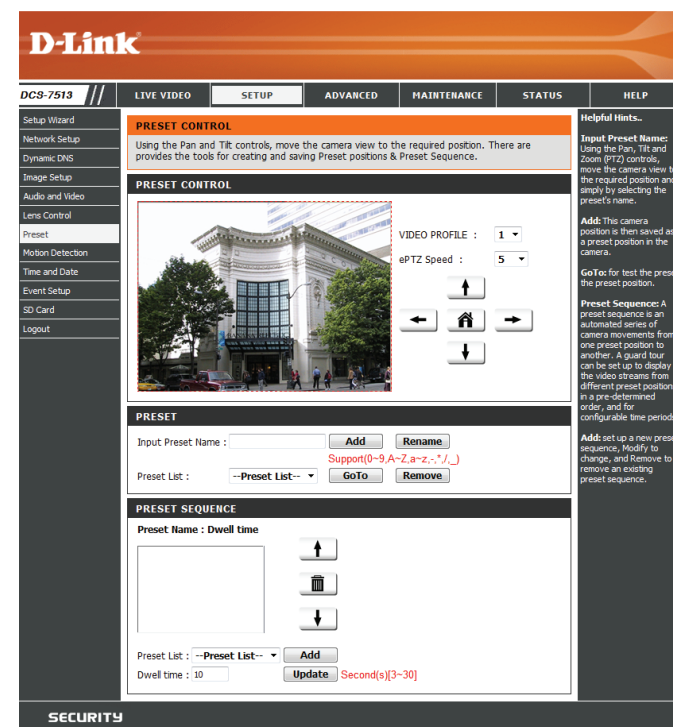 D-Link
DCS-7513 // LIVE VIDEO SETUP ADVANCED MAINTENANCE STATUS HELP
Setup Wizard
Network Setup
Dynamic DNS
Image Setup
Audio and Video
Lens Control
Preset
Motion Detection
Time and Date
Event Setup
SD Card
Logout
PRESET CONTROL
Using the Pan and Tilt controls, move the camera view to the required position. There are
provides the tools for creating and saving Preset positions & Preset Sequence.
PRESET CONTROL
VIDEO PROFILE : 1
ePTZ Speed : 5
PRESET
Input Preset Name : Add Rename
Support(0~9,A~Z,a~z,-,*,/,_)
Preset List : --Preset List-- GoTo Remove
PRESET SEQUENCE
Preset Name : Dwell time
Preset List : --Preset List-- Add
Dwell time : 10 Update Second(s)[3~30]
Helpful Hints..
Input Preset Name:
Using the Pan, Tilt and
Zoom (PTZ) controls,
move the camera view t
the required position and
simply by selecting the
preset's name.
Add: This camera
position is then saved as
a preset position in the
camera.
GoTo: for test the prese
the preset position.
Preset Sequence: A
preset sequence is an
automated series of
camera movements from
one preset position to
another. A guard tour
can be set up to display
the video streams from
different preset position
in a pre-determined
order, and for
configurable time periods
Add: set up a new prese
sequence, Modify to
change, and Remove to
remove an existing
preset sequence.
SECURITY